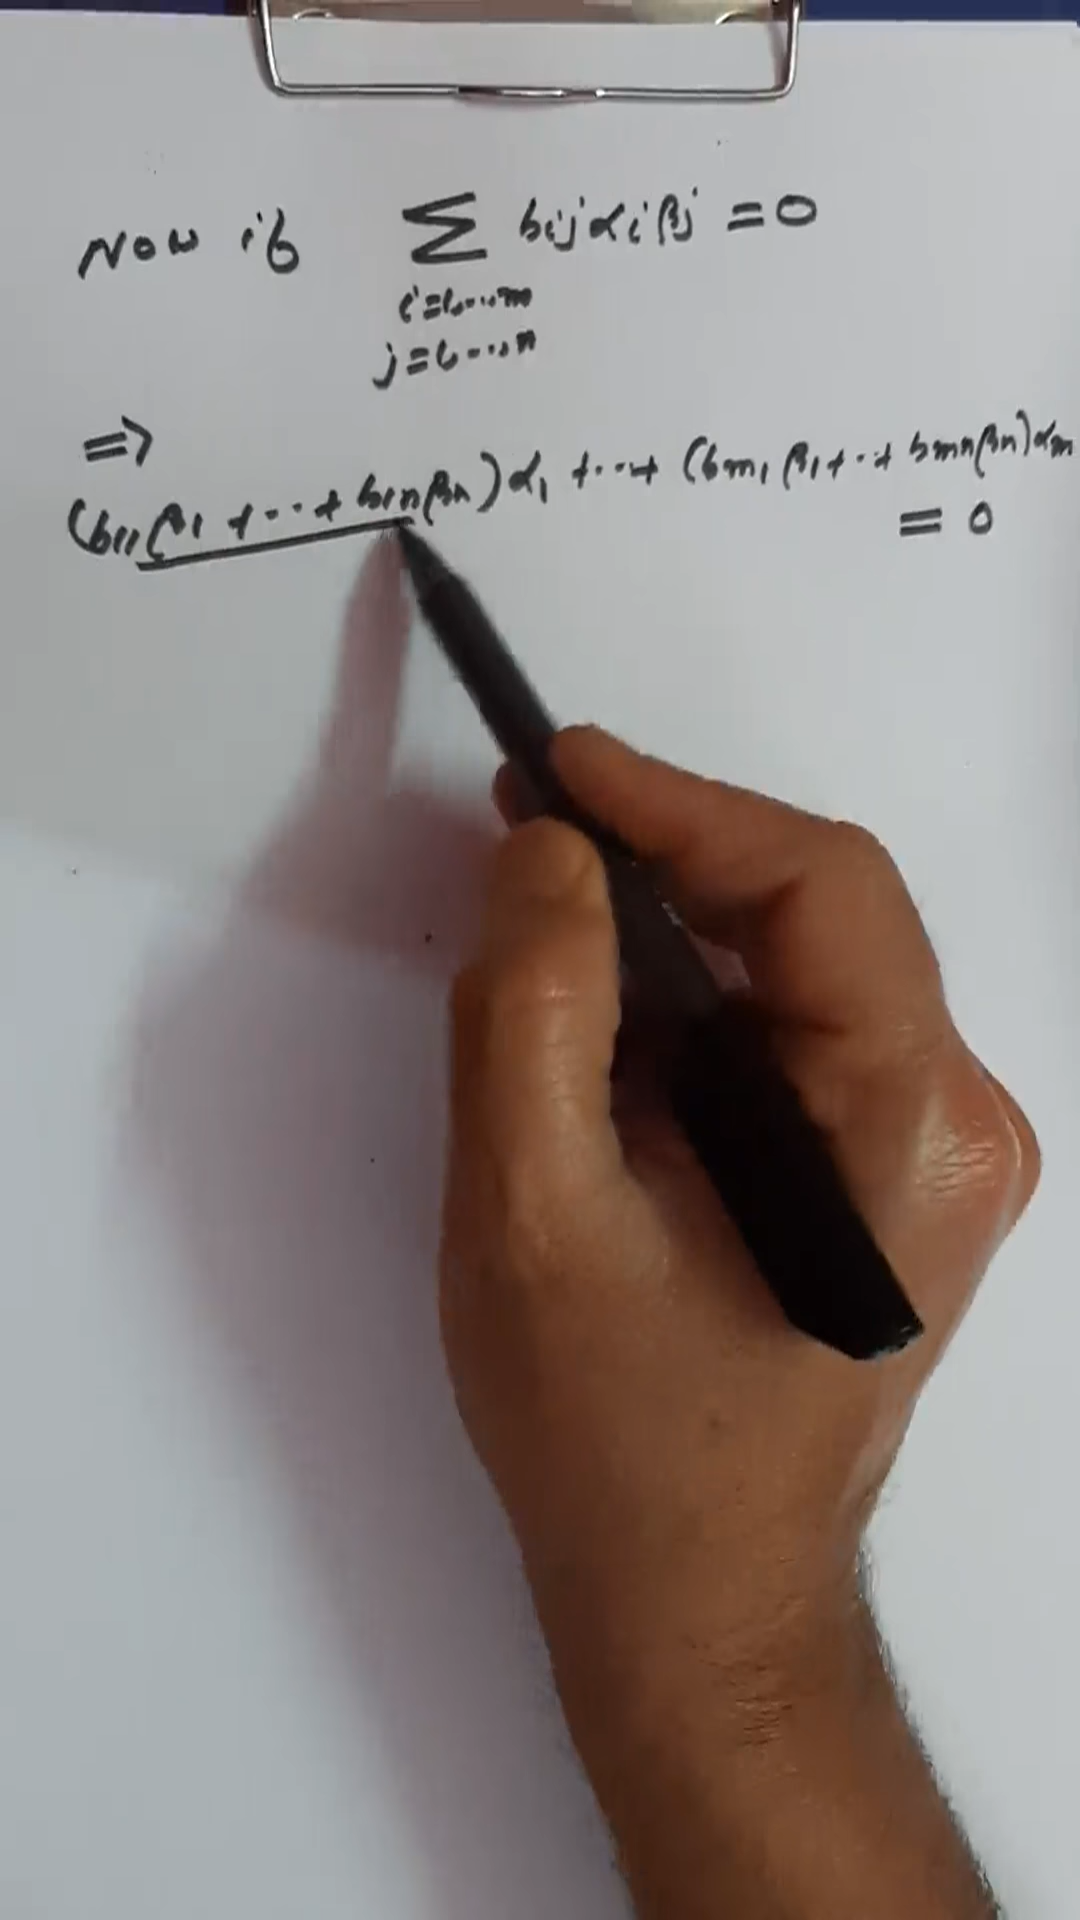 Now if ∑ bijαiβj = 0
i=1,...,m
j=1,...,n
=>
(b11β1 + ... + b1nβn)α1 + ... + (bm1β1 + ... + bmnβn)αm
= 0